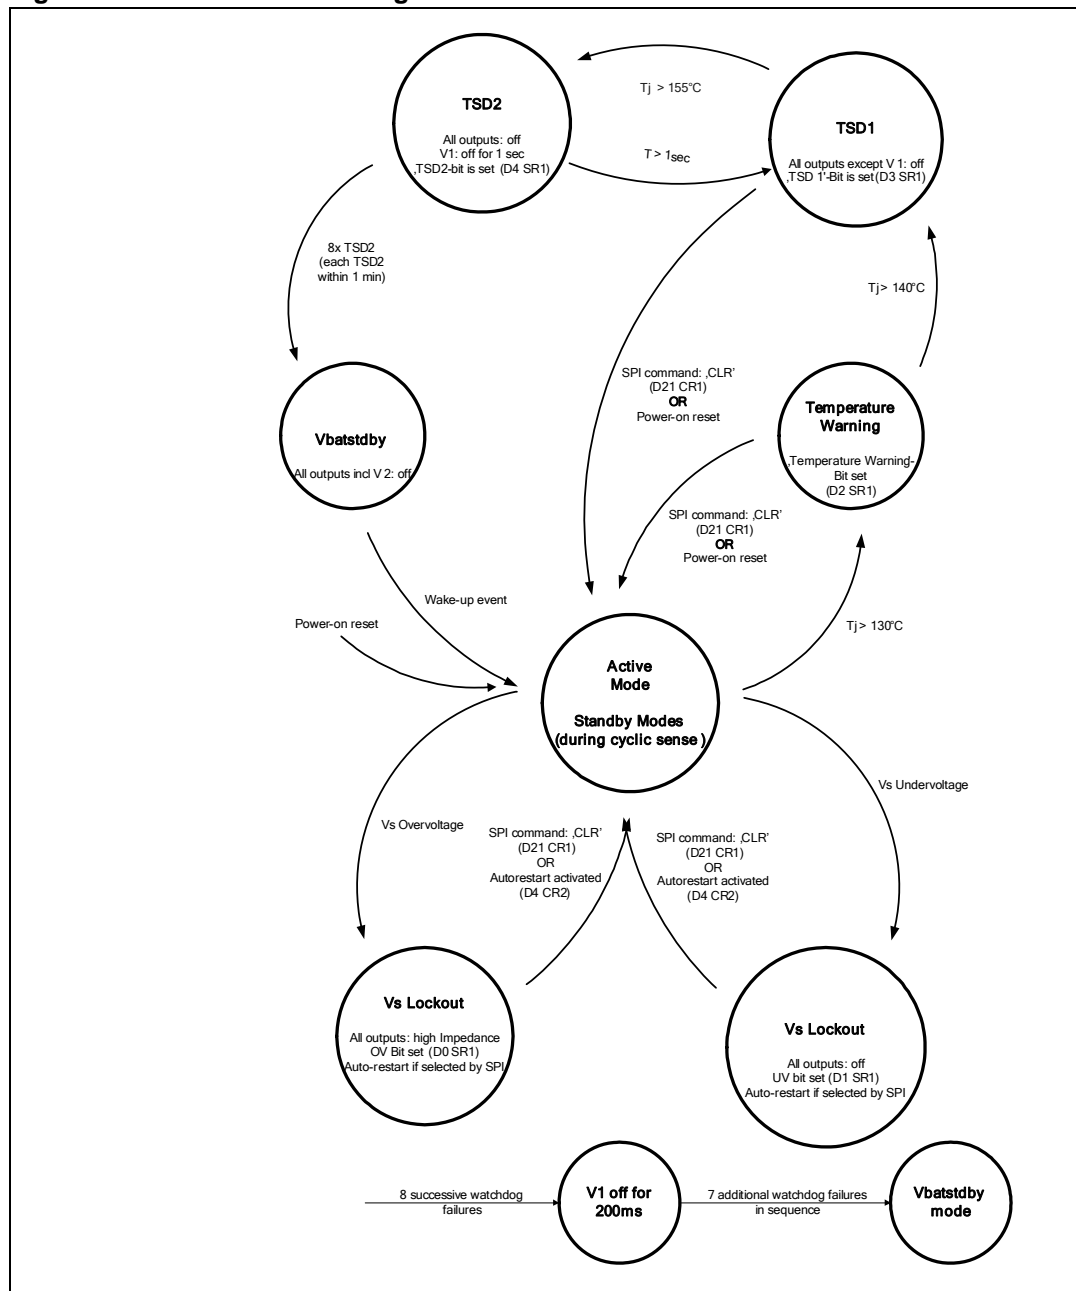 TSD2
All outputs: off
V1: off for 1 sec
‚TSD2-bit is set (D4 SR1)
Tj > 155°C
T > 1sec
TSD1
All outputs except V 1: off
‚TSD 1'-Bit is set (D3 SR1)
8x TSD2
(each TSD2
within 1 min)
Tj > 140°C
SPI command: ‚CLR'
(D21 CR1)
OR
Power-on reset
Vbatstdby
All outputs incl V 2: off
Temperature
Warning
‚Temperature Warning-
Bit set
(D2 SR1)
SPI command: ‚CLR'
(D21 CR1)
OR
Power-on reset
Wake-up event
Power-on reset
Tj > 130°C
Active
Mode
Standby Modes
(during cyclic sense )
Vs Overvoltage
Vs Undervoltage
SPI command: ‚CLR'
(D21 CR1)
OR
Autorestart activated
(D4 CR2)
SPI command: ‚CLR'
(D21 CR1)
OR
Autorestart activated
(D4 CR2)
Vs Lockout
All outputs: high Impedance
OV Bit set (D0 SR1)
Auto-restart if selected by SPI
Vs Lockout
All outputs: off
UV bit set (D1 SR1)
Auto-restart if selected by SPI
8 successive watchdog
failures
V1 off for
200ms
7 additional watchdog failures
in sequence
Vbatstdby
mode